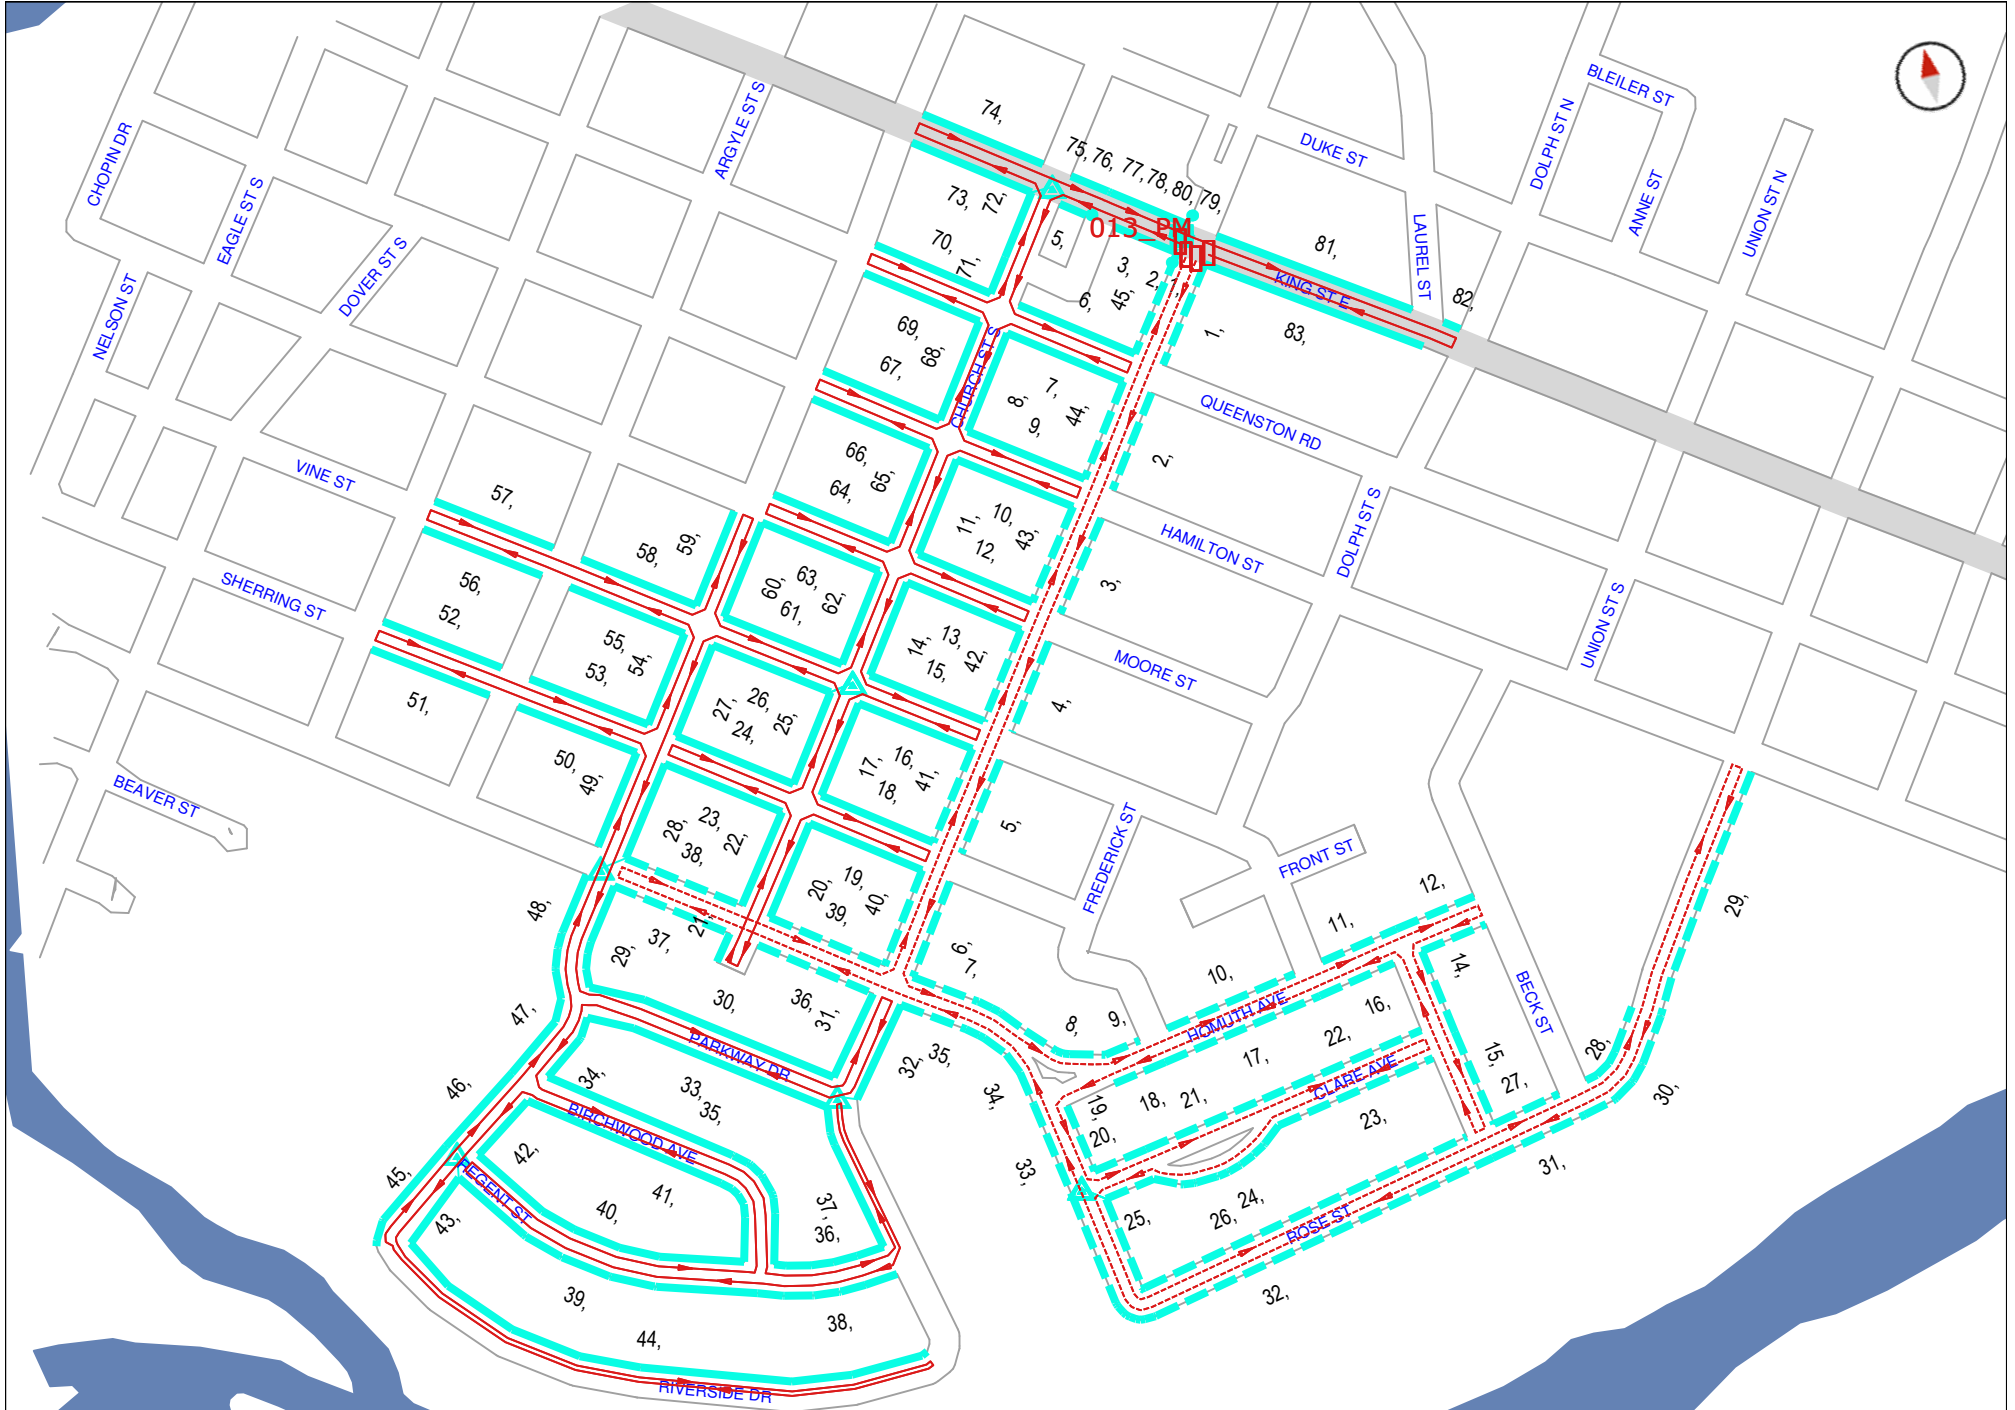 BLEILER ST
74,
ARGYLE ST S
DOLPH ST N
CHOPIN DR
75, 76, 77, 78, 80, 79,
DUKE ST
ANNE ST
UNION ST N
EAGLE ST S
73, 72,
013_PM
LAUREL ST
5,
81,
DOVER ST S
70, 71,
3, 2, 1,
KING ST E
82,
6, 45,
NELSON ST
69, 68,
67,
CHURCH ST S
1,
83,
7,
8, 44,
9,
QUEENSTON RD
66, 65,
64,
2,
VINE ST
57,
10,
11, 43,
12,
HAMILTON ST
DOLPH ST S
58, 59,
SHERRING ST
56,
52,
63,
60, 62,
61,
3,
UNION ST S
55, 54,
53,
13,
14, 42,
15,
MOORE ST
51,
26,
27, 25,
24,
4,
50, 49,
16,
17, 41,
18,
BEAVER ST
23,
28, 22,
38,
5,
FREDERICK ST
FRONT ST
19,
20, 40,
39,
12,
11,
29,
48,
37,
29,
21,
6,
7,
10,
14,
47,
30,
36,
31,
8, 9,
HOMUTH AVE
16,
BECK ST
22,
17,
PARKWAY DR
32, 35,
34,
15,
28,
27,
30,
46,
34,
33,
35,
CLARE AVE
19, 18, 21,
20,
23,
BIRCHWOOD AVE
42,
33,
31,
45,
REGENT ST
41,
40,
37,
36,
43,
25,
24,
26,
ROSE ST
32,
39,
44,
38,
RIVERSIDE DR